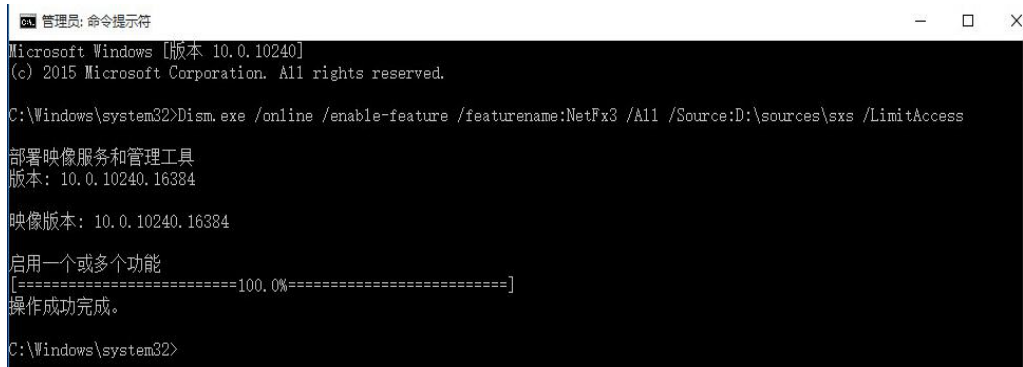 管理员: 命令提示符
Microsoft Windows [版本 10.0.10240]
(c) 2015 Microsoft Corporation. All rights reserved.
C:\Windows\system32>Dism.exe /online /enable-feature /featurename:NetFx3 /All /Source:D:\sources\sxs /LimitAccess
部署映像服务和管理工具
版本: 10.0.10240.16384
映像版本: 10.0.10240.16384
启用一个或多个功能
[==========================100.0%==========================]
操作成功完成。
C:\Windows\system32>